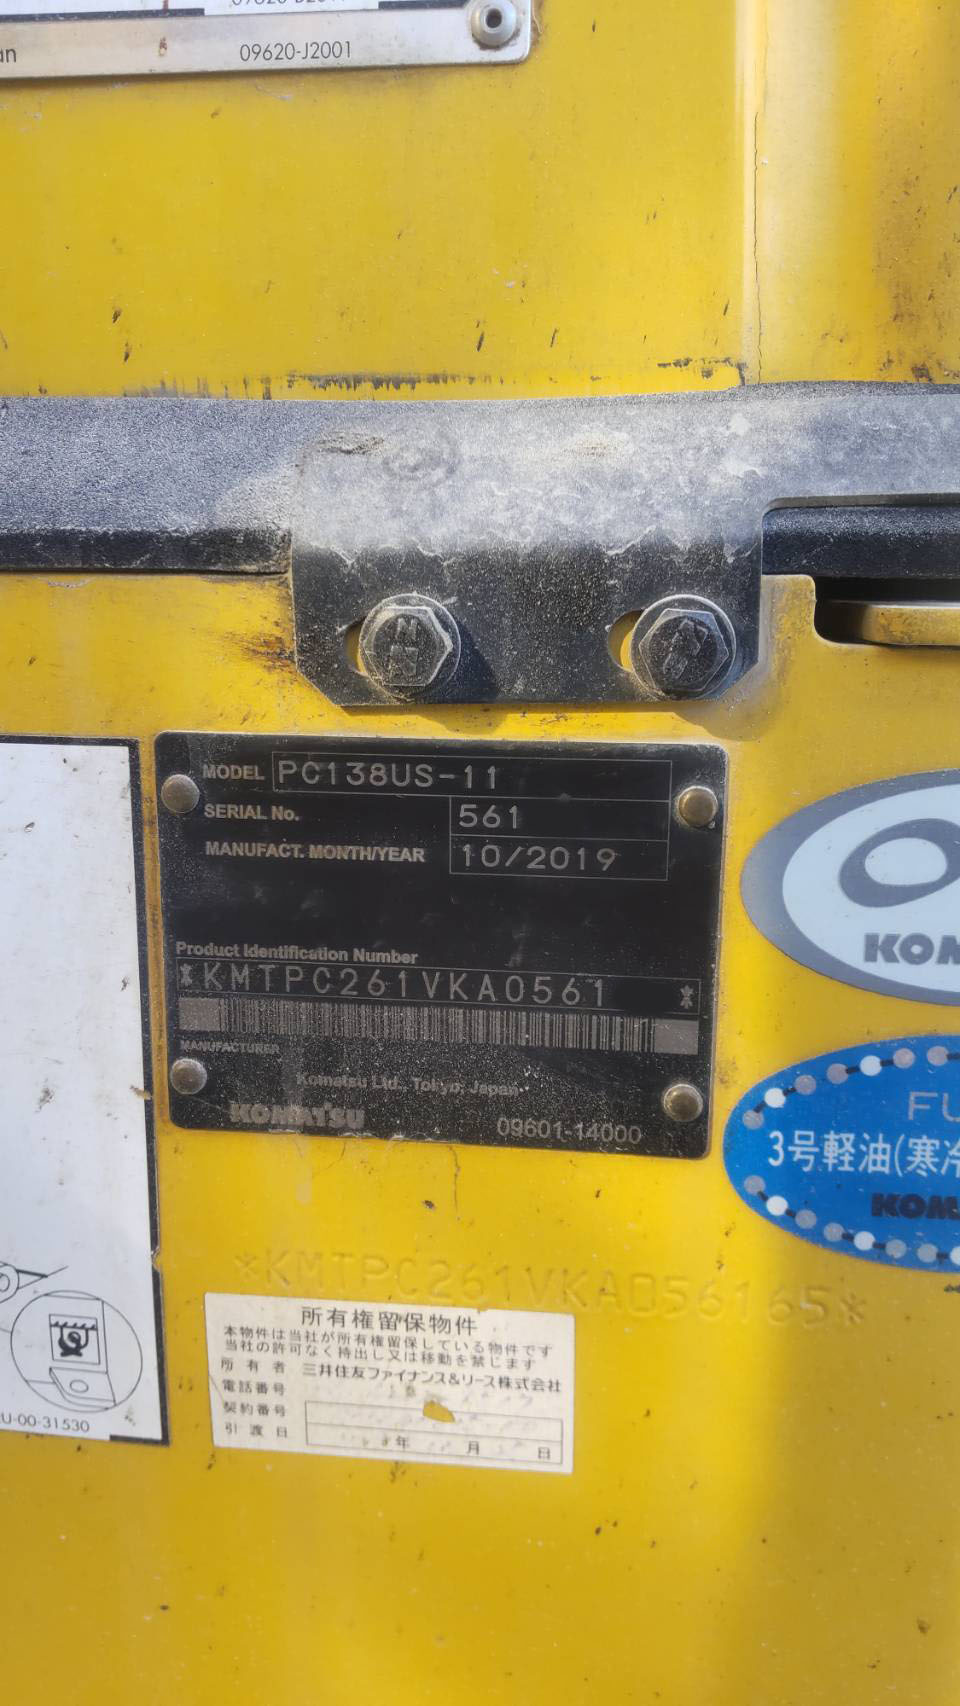 09620-J2001
MODEL PC138US-11
SERIAL No. 561
MANUFACT. MONTH/YEAR 10/2019
Product Identification Number
*KMTPC261VKA0561 *
MANUFACTURER
Komatsu Ltd., Tokyo, Japan
KOMATSU 09601-14000
3号軽油(寒冷
*KMTPC261VKA056165*
所有権留保物件
本物件は当社が所有権留保している物件です
当社の許可なく持出し又は移動を禁じます
所有者 三井住友ファイナンス&リース株式会社
電話番号
契約番号
引渡日 年 月 日
U-00-31530